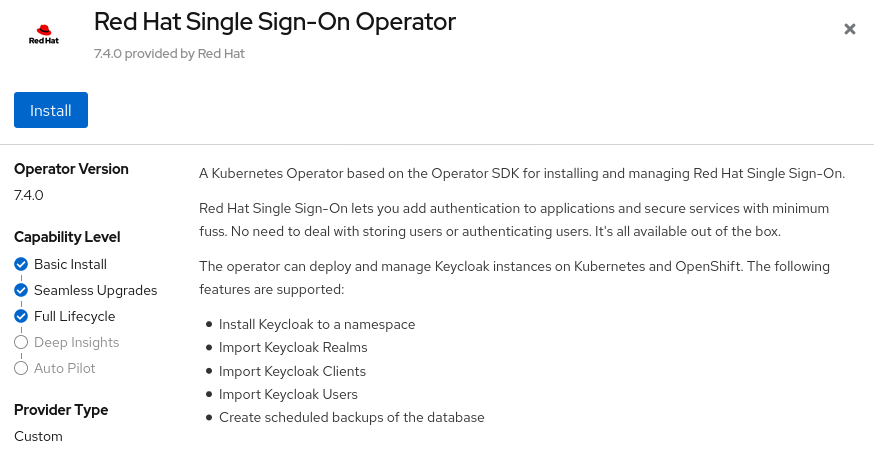 Red Hat
Red Hat Single Sign-On Operator
7.4.0 provided by Red Hat
×
Install
Operator Version
7.4.0
Capability Level
Basic Install
Seamless Upgrades
Full Lifecycle
Deep Insights
Auto Pilot
Provider Type
Custom
A Kubernetes Operator based on the Operator SDK for installing and managing Red Hat Single Sign-On.
Red Hat Single Sign-On lets you add authentication to applications and secure services with minimum
fuss. No need to deal with storing users or authenticating users. It's all available out of the box.
The operator can deploy and manage Keycloak instances on Kubernetes and OpenShift. The following
features are supported:
• Install Keycloak to a namespace
• Import Keycloak Realms
• Import Keycloak Clients
• Import Keycloak Users
• Create scheduled backups of the database